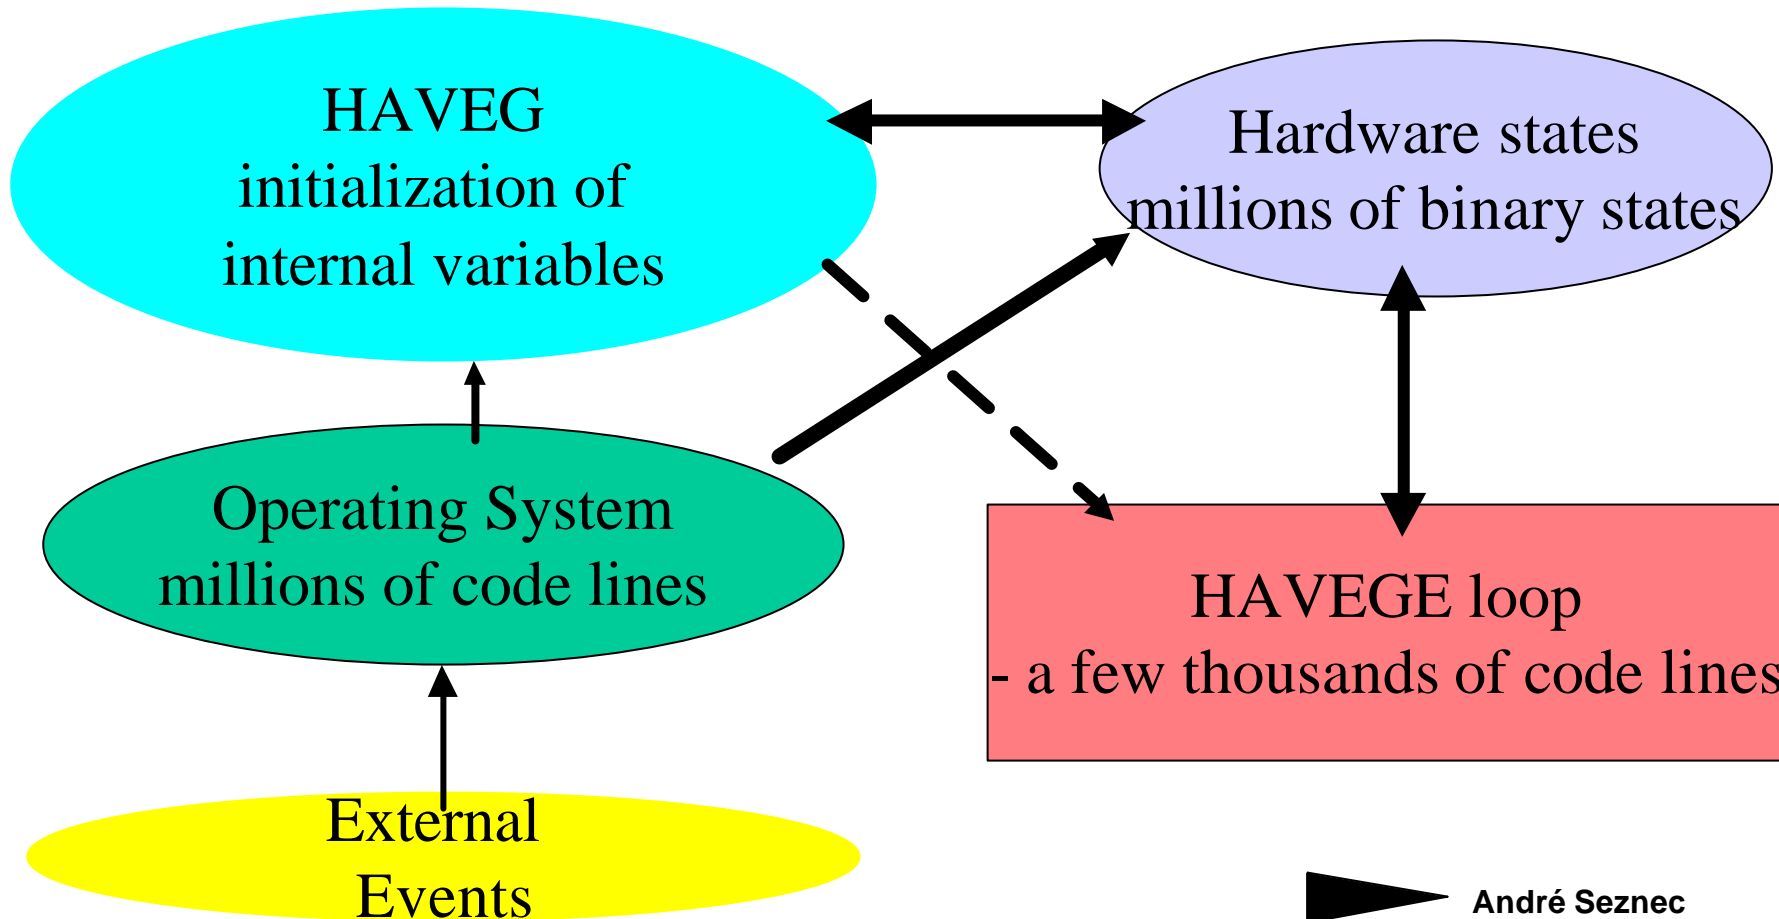 HAVEG
initialization of
internal variables
Hardware states
millions of binary states
Operating System
millions of code lines
HAVEGE loop
- a few thousands of code lines
External
Events
André Seznec